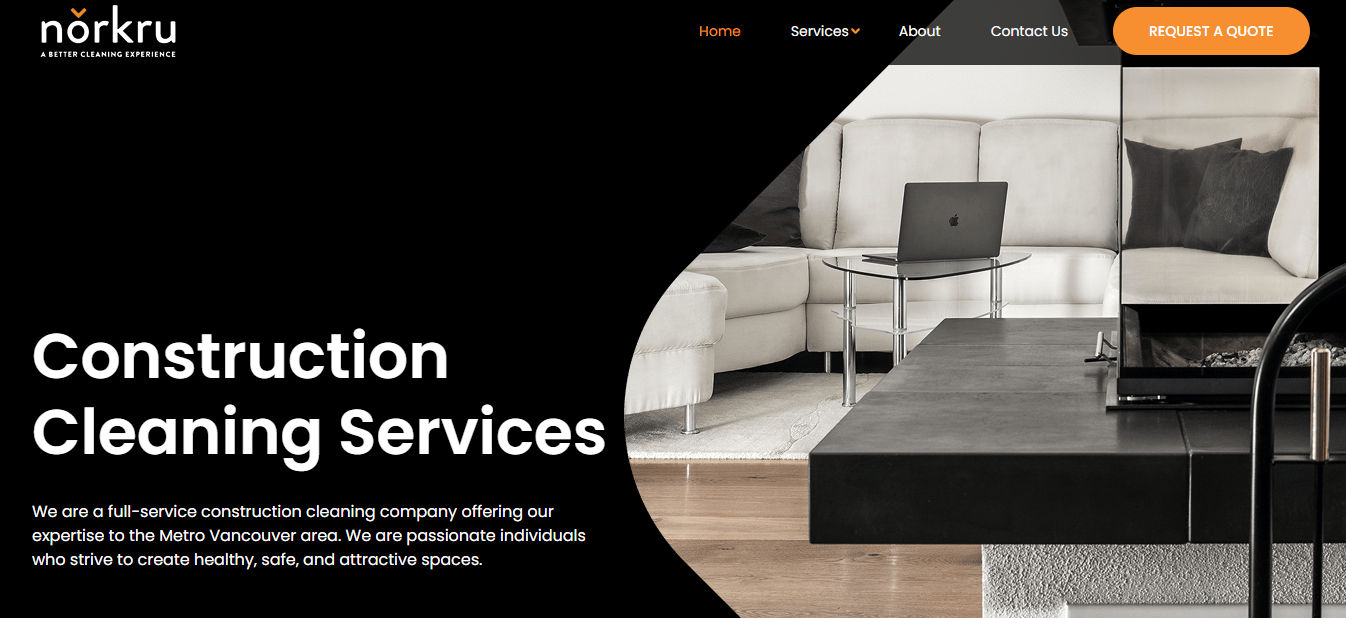 norkru
A BETTER CLEANING EXPERIENCE
Home
Services
About
Contact Us
REQUEST A QUOTE
Construction
Cleaning Services
We are a full-service construction cleaning company offering our
expertise to the Metro Vancouver area. We are passionate individuals
who strive to create healthy, safe, and attractive spaces.